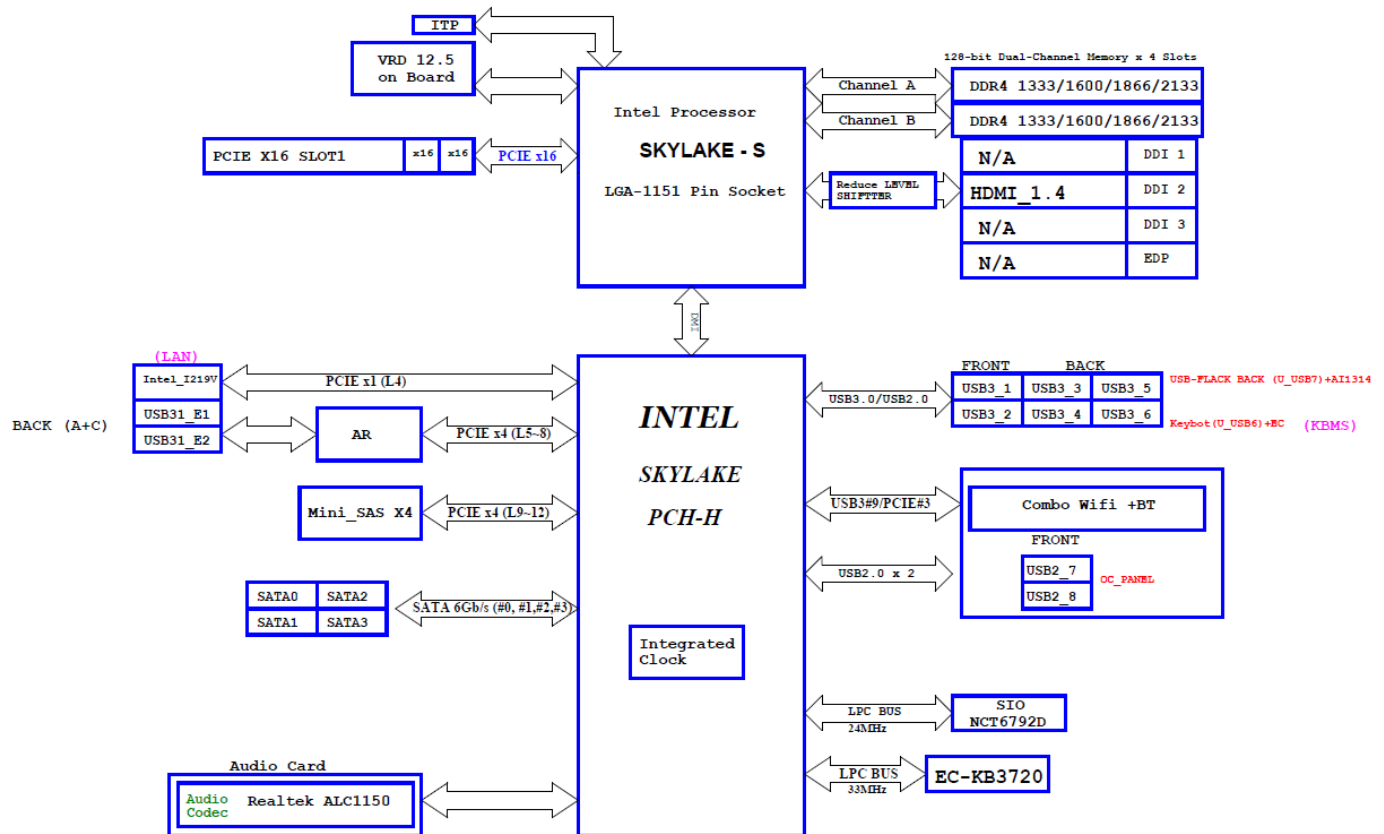 ITP
VRD 12.5
on Board
128-bit Dual-Channel Memory x 4 Slots
Channel A
DDR4 1333/1600/1866/2133
Channel B
DDR4 1333/1600/1866/2133
Intel Processor
SKYLAKE - S
LGA-1151 Pin Socket
PCIE X16 SLOT1
x16
x16
PCIE x16
N/A
DDI 1
Reduce LEVEL
SHIFTTER
HDMI_1.4
DDI 2
N/A
DDI 3
N/A
EDP
DMI
(LAN)
Intel_I219V
PCIE x1 (L4)
BACK (A+C)
USB31_E1
USB31_E2
AR
PCIE x4 (L5~8)
Mini_SAS X4
PCIE x4 (L9~12)
SATA0
SATA2
SATA1
SATA3
SATA 6Gb/s (#0, #1,#2,#3)
INTEL
SKYLAKE
PCH-H
Integrated
Clock
FRONT
BACK
USB3.0/USB2.0
USB3_1
USB3_3
USB3_5
USB3_2
USB3_4
USB3_6
USB-FLACK BACK (U_USB7)+AI1314
Keybot(U_USB6)+EC
(KBMS)
USB3#9/PCIE#3
Combo Wifi +BT
FRONT
USB2.0 x 2
USB2_7
USB2_8
OC_PANEL
LPC BUS
24MHz
SIO
NCT6792D
LPC BUS
33MHz
EC-KB3720
Audio Card
Audio
Codec
Realtek ALC1150